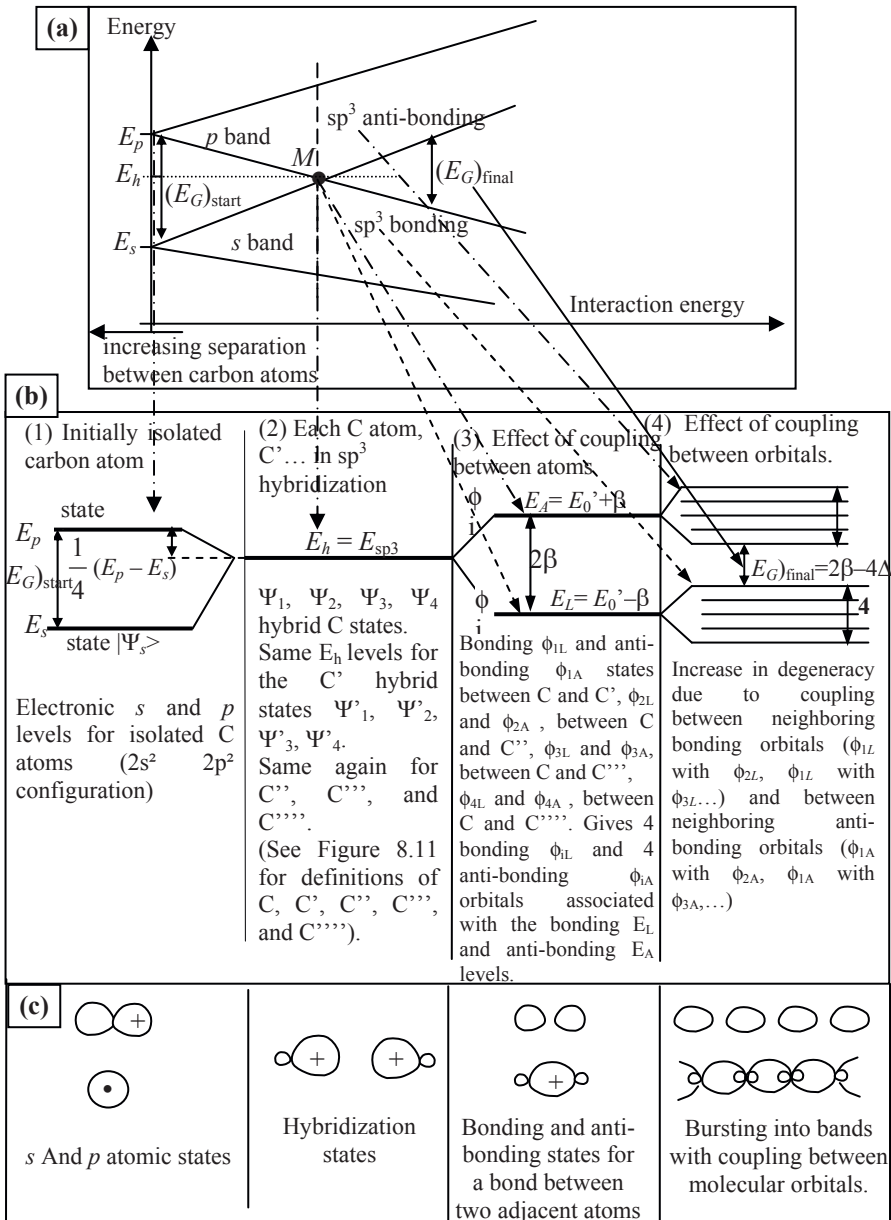 (a)
Energy
sp³ anti-bonding
E_p
p band
M
E_h
(E_G)_start
(E_G)_final
sp³ bonding
E_s
s band
Interaction energy
increasing separation
between carbon atoms
(b)
(1) Initially isolated
carbon atom
state
E_p
E_G)_start
1/4 (E_p – E_s)
E_s
state |Ψ_s>
Electronic s and p
levels for isolated C
atoms (2s² 2p²
configuration)
(2) Each C atom,
C’… in sp³
hybridization
E_h = E_sp3
Ψ₁, Ψ₂, Ψ₃, Ψ₄
hybrid C states.
Same E_h levels for
the C’ hybrid
states Ψ’₁, Ψ’₂,
Ψ’₃, Ψ’₄.
Same again for
C’’, C’’’, and
C’’’’.
(See Figure 8.11
for definitions of
C, C’, C’’, C’’’,
and C’’’’).
(3) Effect of coupling
between atoms
ϕ
i
E_A= E₀’+β
2β
ϕ
i
E_L= E₀’–β
Bonding ϕ_1L and anti-
bonding ϕ_1A states
between C and C’, ϕ_2L
and ϕ_2A , between C
and C’’, ϕ_3L and ϕ_3A,
between C and C’’’,
ϕ_4L and ϕ_4A , between
C and C’’’’. Gives 4
bonding ϕ_iL and 4
anti-bonding ϕ_iA
orbitals associated
with the bonding E_L
and anti-bonding E_A
levels.
(4) Effect of coupling
between orbitals.
E_G)_final=2β–4Δ
4
Increase in degeneracy
due to coupling
between neighboring
bonding orbitals (ϕ_1L
with ϕ_2L, ϕ_1L with
ϕ_3L…) and between
neighboring anti-
bonding orbitals (ϕ_1A
with ϕ_2A, ϕ_1A with
ϕ_3A,…)
(c)
+
s And p atomic states
+ +
Hybridization
states
+
Bonding and anti-
bonding states for
a bond between
two adjacent atoms
Bursting into bands
with coupling between
molecular orbitals.